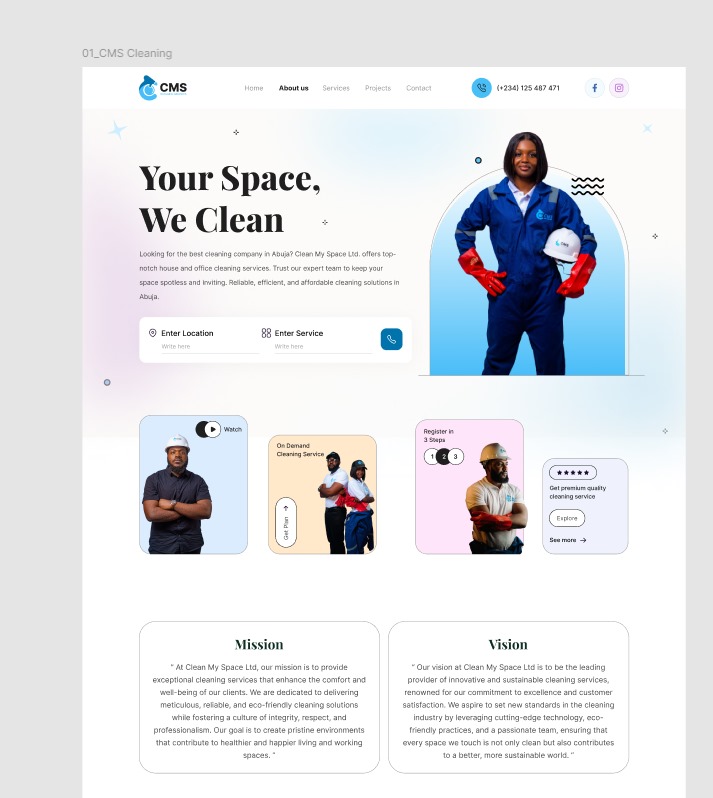 01_CMS Cleaning
CMS
Home About us Services Projects Contact
(+234) 125 467 471
Your Space,
We Clean
Looking for the best cleaning company in Abuja? Clean My Space Ltd. offers top-
notch house and office cleaning services. Trust our expert team to keep your
space spotless and inviting. Reliable, efficient, and affordable cleaning solutions in
Abuja.
Enter Location
Write here
Enter Service
Write here
Watch
On Demand
Cleaning Service
Get Plan
Register in
3 Steps
1 2 3
Get premium quality
cleaning service
Explore
See more
Mission
" At Clean My Space Ltd, our mission is to provide
exceptional cleaning services that enhance the comfort and
well-being of our clients. We are dedicated to delivering
meticulous, reliable, and eco-friendly cleaning solutions
while fostering a culture of integrity, respect, and
professionalism. Our goal is to create pristine environments
that contribute to healthier and happier living and working
spaces. "
Vision
" Our vision at Clean My Space Ltd is to be the leading
provider of innovative and sustainable cleaning services,
renowned for our commitment to excellence and customer
satisfaction. We aspire to set new standards in the cleaning
industry by leveraging cutting-edge technology, eco-
friendly practices, and a passionate team, ensuring that
every space we touch is not only clean but also contributes
to a better, more sustainable world. "